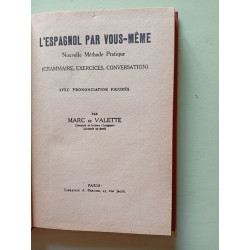 L'ESPAGNOL PAR VOUS-MÊME
Nouvelle Méthode Pratique
(GRAMMAIRE, EXERCICES, CONVERSATION)
AVEC PRONONCIATION FIGURÉE
PAR
MARC DE VALETTE
PARIS